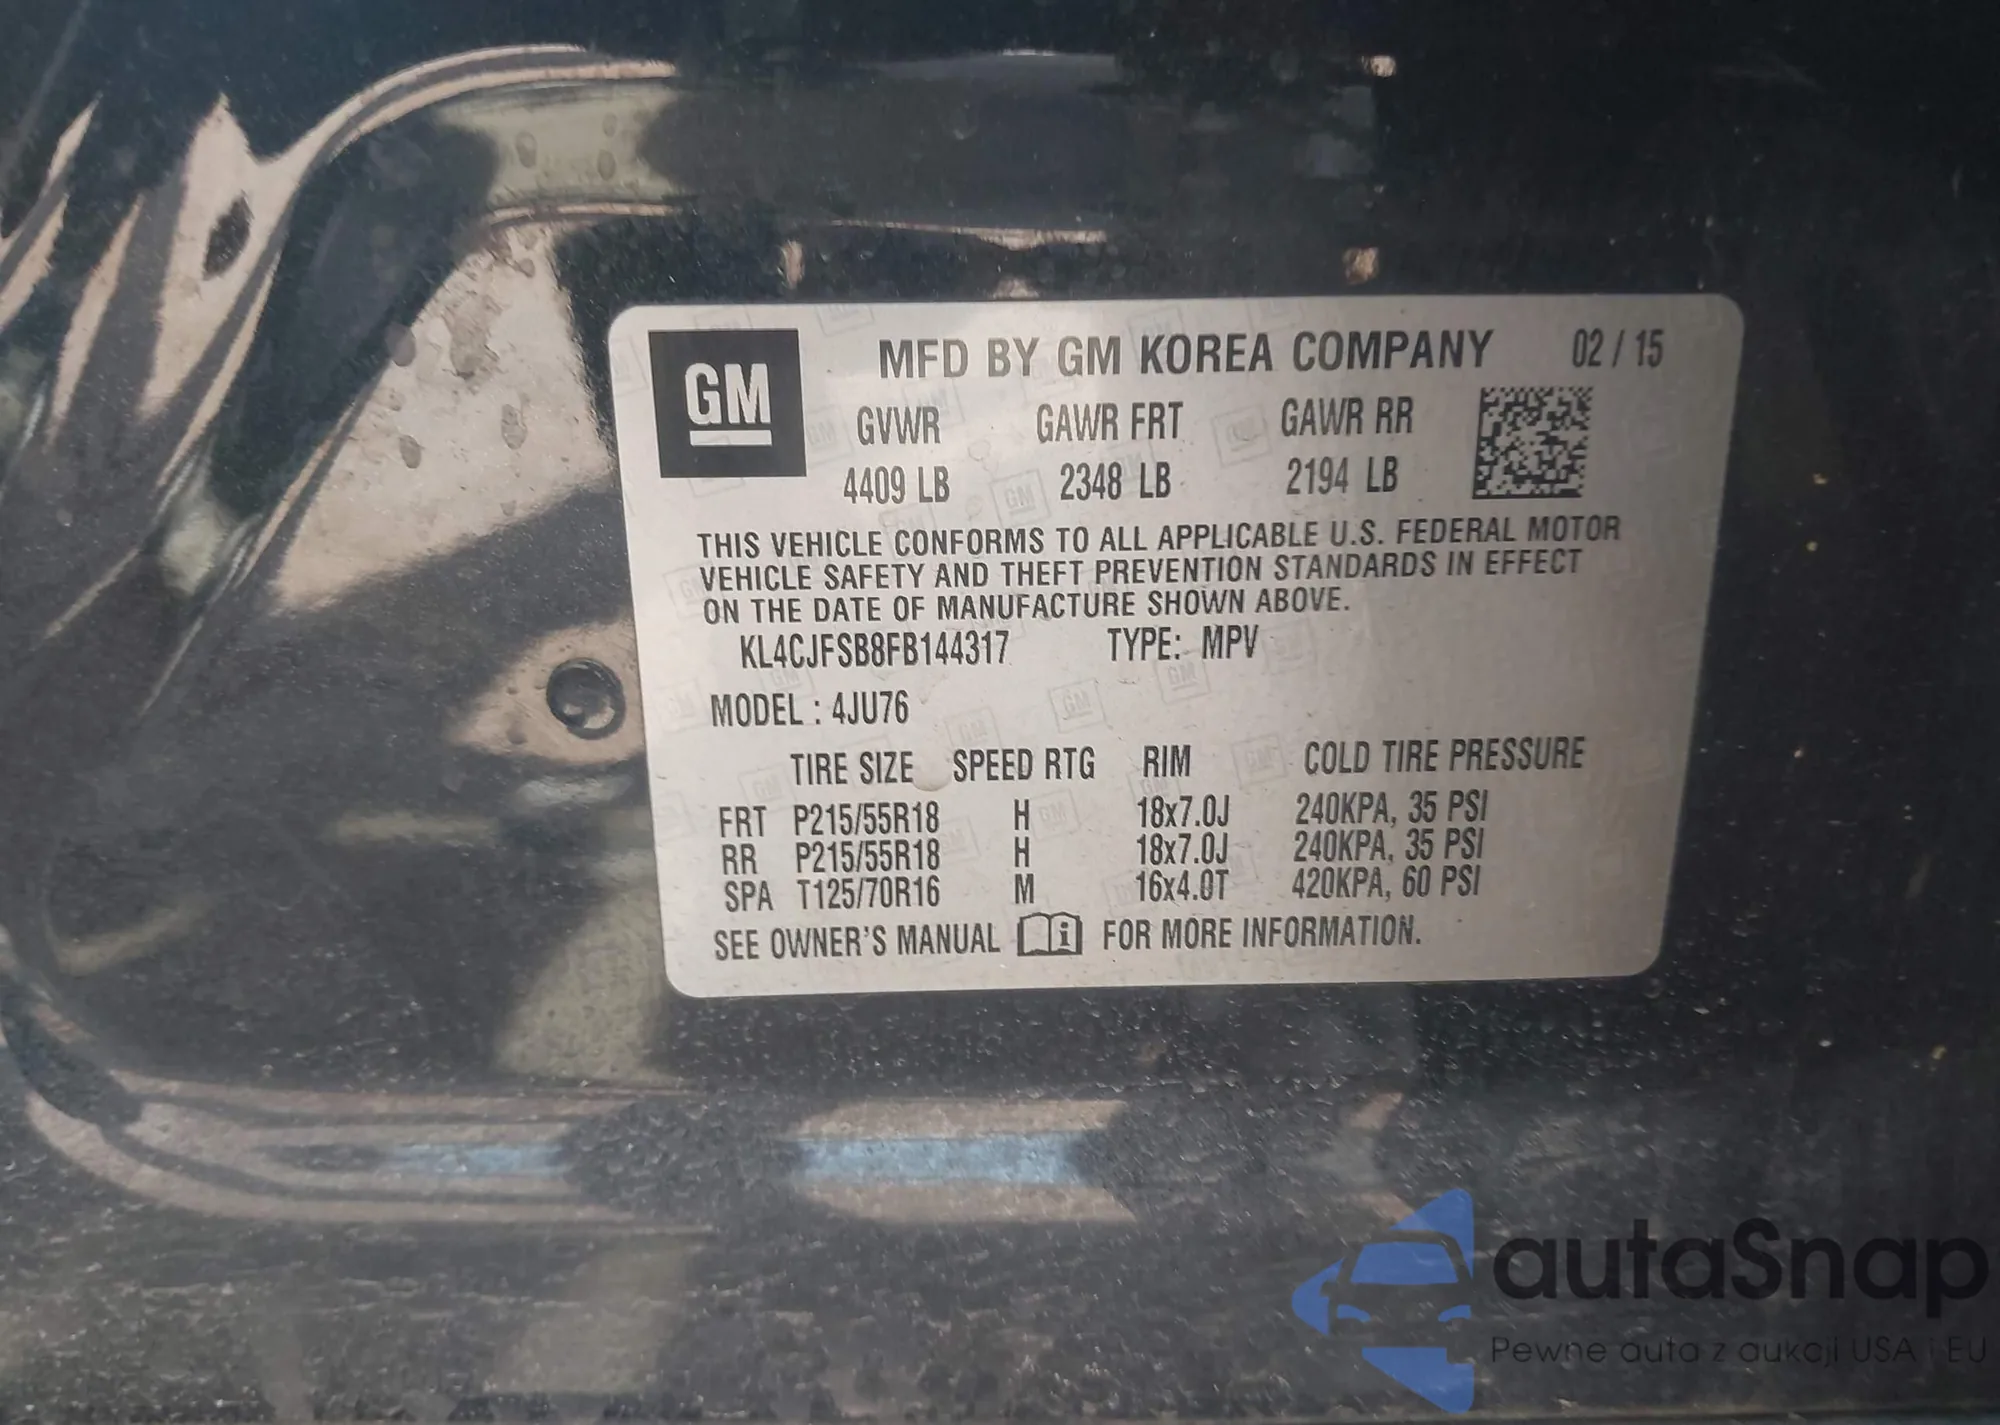 GM
MFD BY GM KOREA COMPANY 02 / 15
GVWR GAWR FRT GAWR RR
4409 LB 2348 LB 2194 LB
THIS VEHICLE CONFORMS TO ALL APPLICABLE U.S. FEDERAL MOTOR
VEHICLE SAFETY AND THEFT PREVENTION STANDARDS IN EFFECT
ON THE DATE OF MANUFACTURE SHOWN ABOVE.
KL4CJFSB8FB144317 TYPE: MPV
MODEL : 4JU76
TIRE SIZE SPEED RTG RIM COLD TIRE PRESSURE
FRT P215/55R18 H 18x7.0J 240KPA, 35 PSI
RR P215/55R18 H 18x7.0J 240KPA, 35 PSI
SPA T125/70R16 M 16x4.0T 420KPA, 60 PSI
SEE OWNER'S MANUAL i FOR MORE INFORMATION.
autaSnap
Pewne auta z aukcji USA i EU